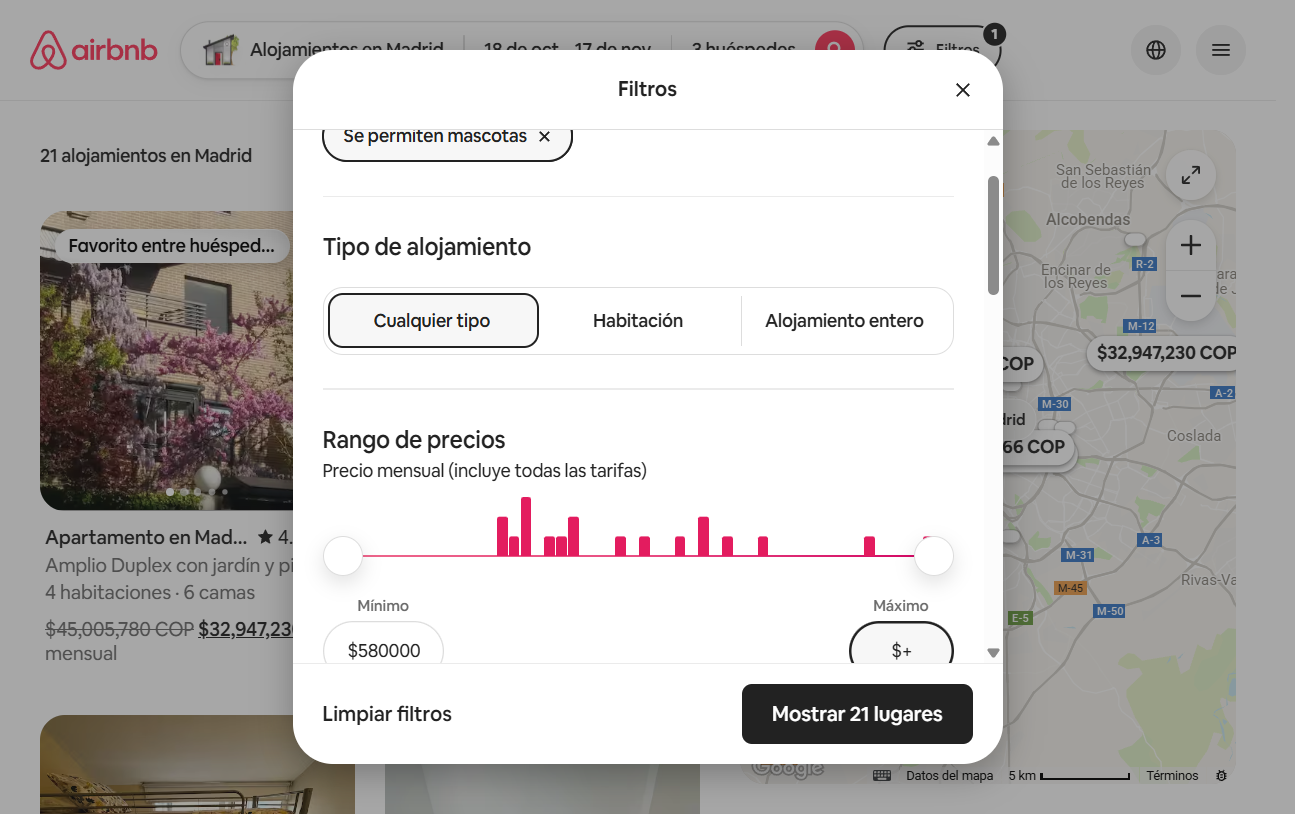 airbnb
Alojamientos en Madrid
18 de oct – 17 de nov
3 huéspedes
Filtros
1
Filtros
Se permiten mascotas
21 alojamientos en Madrid
Favorito entre huésped...
Tipo de alojamiento
Cualquier tipo
Habitación
Alojamiento entero
Rango de precios
Precio mensual (incluye todas las tarifas)
Mínimo
Máximo
$580000
$+
Limpiar filtros
Mostrar 21 lugares
Apartamento en Mad... ★ 4.
Amplio Duplex con jardín y pi
4 habitaciones · 6 camas
$45,005,780 COP $32,947,23
mensual
San Sebastián
de los Reyes
Alcobendas
R-2
Encinar de
los Reyes
M-12
$32,947,230 COP
COP
A-2
M-30
drid
66 COP
Coslada
A-3
M-31
Rivas-Va
M-45
M-50
E-5
Google
Datos del mapa
5 km
Términos